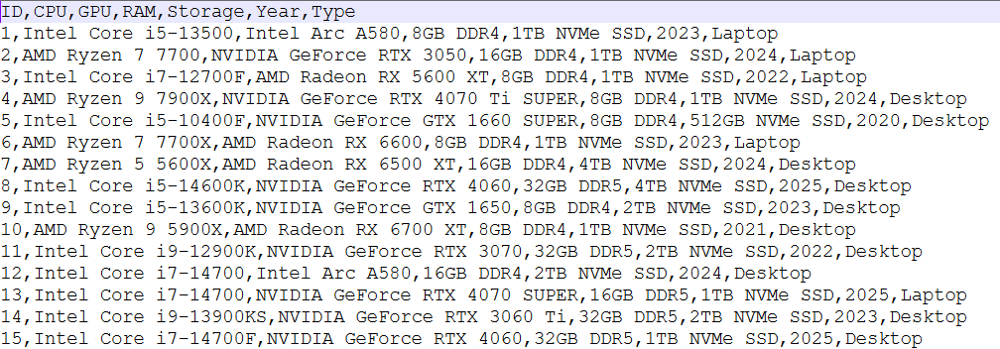 ID,CPU,GPU,RAM,Storage,Year,Type
1,Intel Core i5-13500,Intel Arc A580,8GB DDR4,1TB NVMe SSD,2023,Laptop
2,AMD Ryzen 7 7700,NVIDIA GeForce RTX 3050,16GB DDR4,1TB NVMe SSD,2024,Laptop
3,Intel Core i7-12700F,AMD Radeon RX 5600 XT,8GB DDR4,1TB NVMe SSD,2022,Laptop
4,AMD Ryzen 9 7900X,NVIDIA GeForce RTX 4070 Ti SUPER,8GB DDR4,1TB NVMe SSD,2024,Desktop
5,Intel Core i5-10400F,NVIDIA GeForce GTX 1660 SUPER,8GB DDR4,512GB NVMe SSD,2020,Desktop
6,AMD Ryzen 7 7700X,AMD Radeon RX 6600,8GB DDR4,1TB NVMe SSD,2023,Laptop
7,AMD Ryzen 5 5600X,AMD Radeon RX 6500 XT,16GB DDR4,4TB NVMe SSD,2024,Desktop
8,Intel Core i5-14600K,NVIDIA GeForce RTX 4060,32GB DDR5,4TB NVMe SSD,2025,Desktop
9,Intel Core i5-13600K,NVIDIA GeForce GTX 1650,8GB DDR4,2TB NVMe SSD,2023,Desktop
10,AMD Ryzen 9 5900X,AMD Radeon RX 6700 XT,8GB DDR4,1TB NVMe SSD,2021,Desktop
11,Intel Core i9-12900K,NVIDIA GeForce RTX 3070,32GB DDR5,2TB NVMe SSD,2022,Desktop
12,Intel Core i7-14700,Intel Arc A580,16GB DDR4,2TB NVMe SSD,2024,Desktop
13,Intel Core i7-14700,NVIDIA GeForce RTX 4070 SUPER,16GB DDR5,1TB NVMe SSD,2025,Laptop
14,Intel Core i9-13900KS,NVIDIA GeForce RTX 3060 Ti,32GB DDR5,2TB NVMe SSD,2023,Desktop
15,Intel Core i7-14700F,NVIDIA GeForce RTX 4060,32GB DDR5,1TB NVMe SSD,2025,Desktop